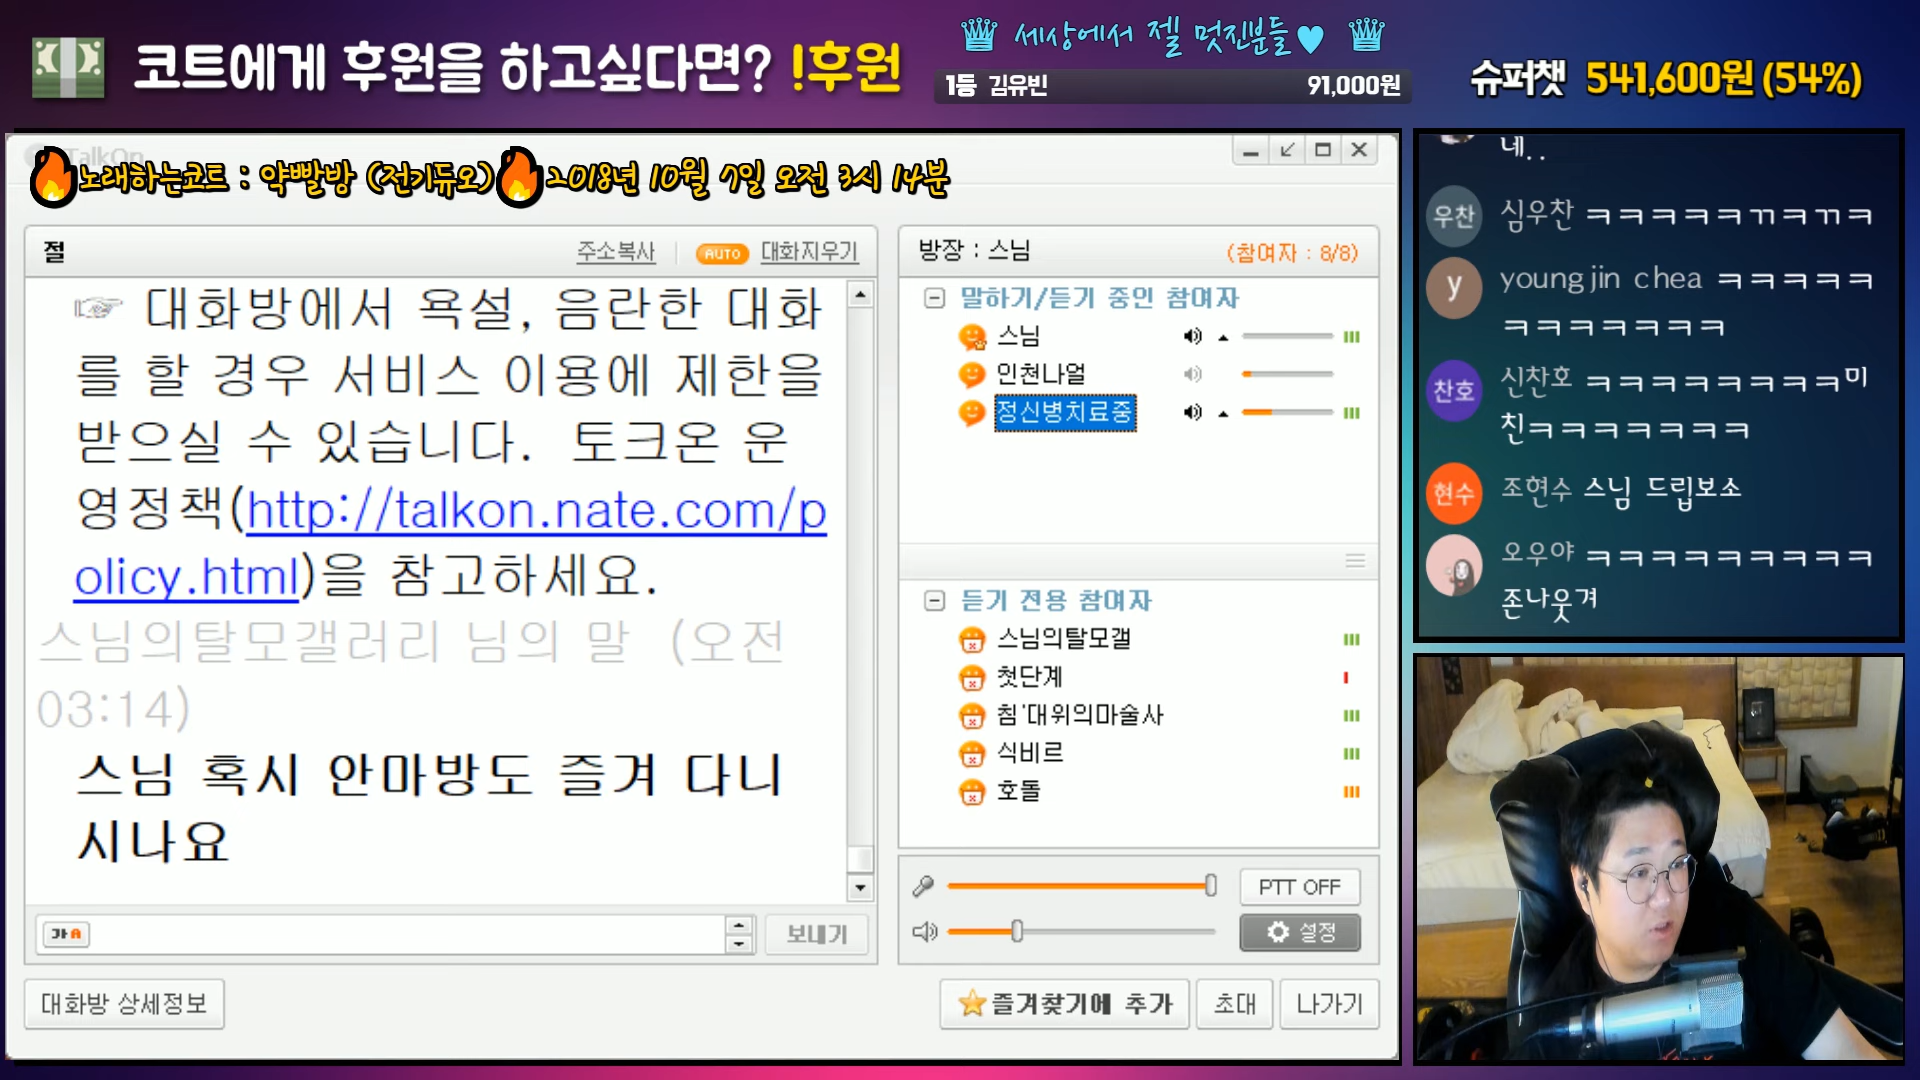 코트에게 후원을 하고싶다면? !후원
세상에서 젤 멋진분들♥
1등 김유빈 91,000원
슈퍼챗 541,600원 (54%)
TalkOn
노래하는코트 : 약빨방 (전기듀오) 2018년 10월 7일 오전 3시 14분
절 주소복사 AUTO 대화지우기
☞ 대화방에서 욕설, 음란한 대화
를 할 경우 서비스 이용에 제한을
받으실 수 있습니다. 토크온 운
영정책(http://talkon.nate.com/p
olicy.html)을 참고하세요.
스님의탈모갤러리 님의 말 (오전
03:14)
스님 혹시 안마방도 즐겨 다니
시나요
가A
보내기
대화방 상세정보
방장 : 스님 (참여자 : 8/8)
말하기/듣기 중인 참여자
스님
인천나얼
정신병치료중
듣기 전용 참여자
스님의탈모갤
첫단계
침'대위의마술사
식비르
호돌
PTT OFF
설정
즐겨찾기에 추가
초대
나가기
네..
우찬 심우찬 ㅋㅋㅋㅋㅋㄲㅋㄲㅋ
y youngjin chea ㅋㅋㅋㅋㅋ
ㅋㅋㅋㅋㅋㅋㅋ
찬호 신찬호 ㅋㅋㅋㅋㅋㅋㅋㅋ미
친ㅋㅋㅋㅋㅋㅋㅋ
현수 조현수 스님 드립보소
오우야 ㅋㅋㅋㅋㅋㅋㅋㅋㅋ
존나웃겨